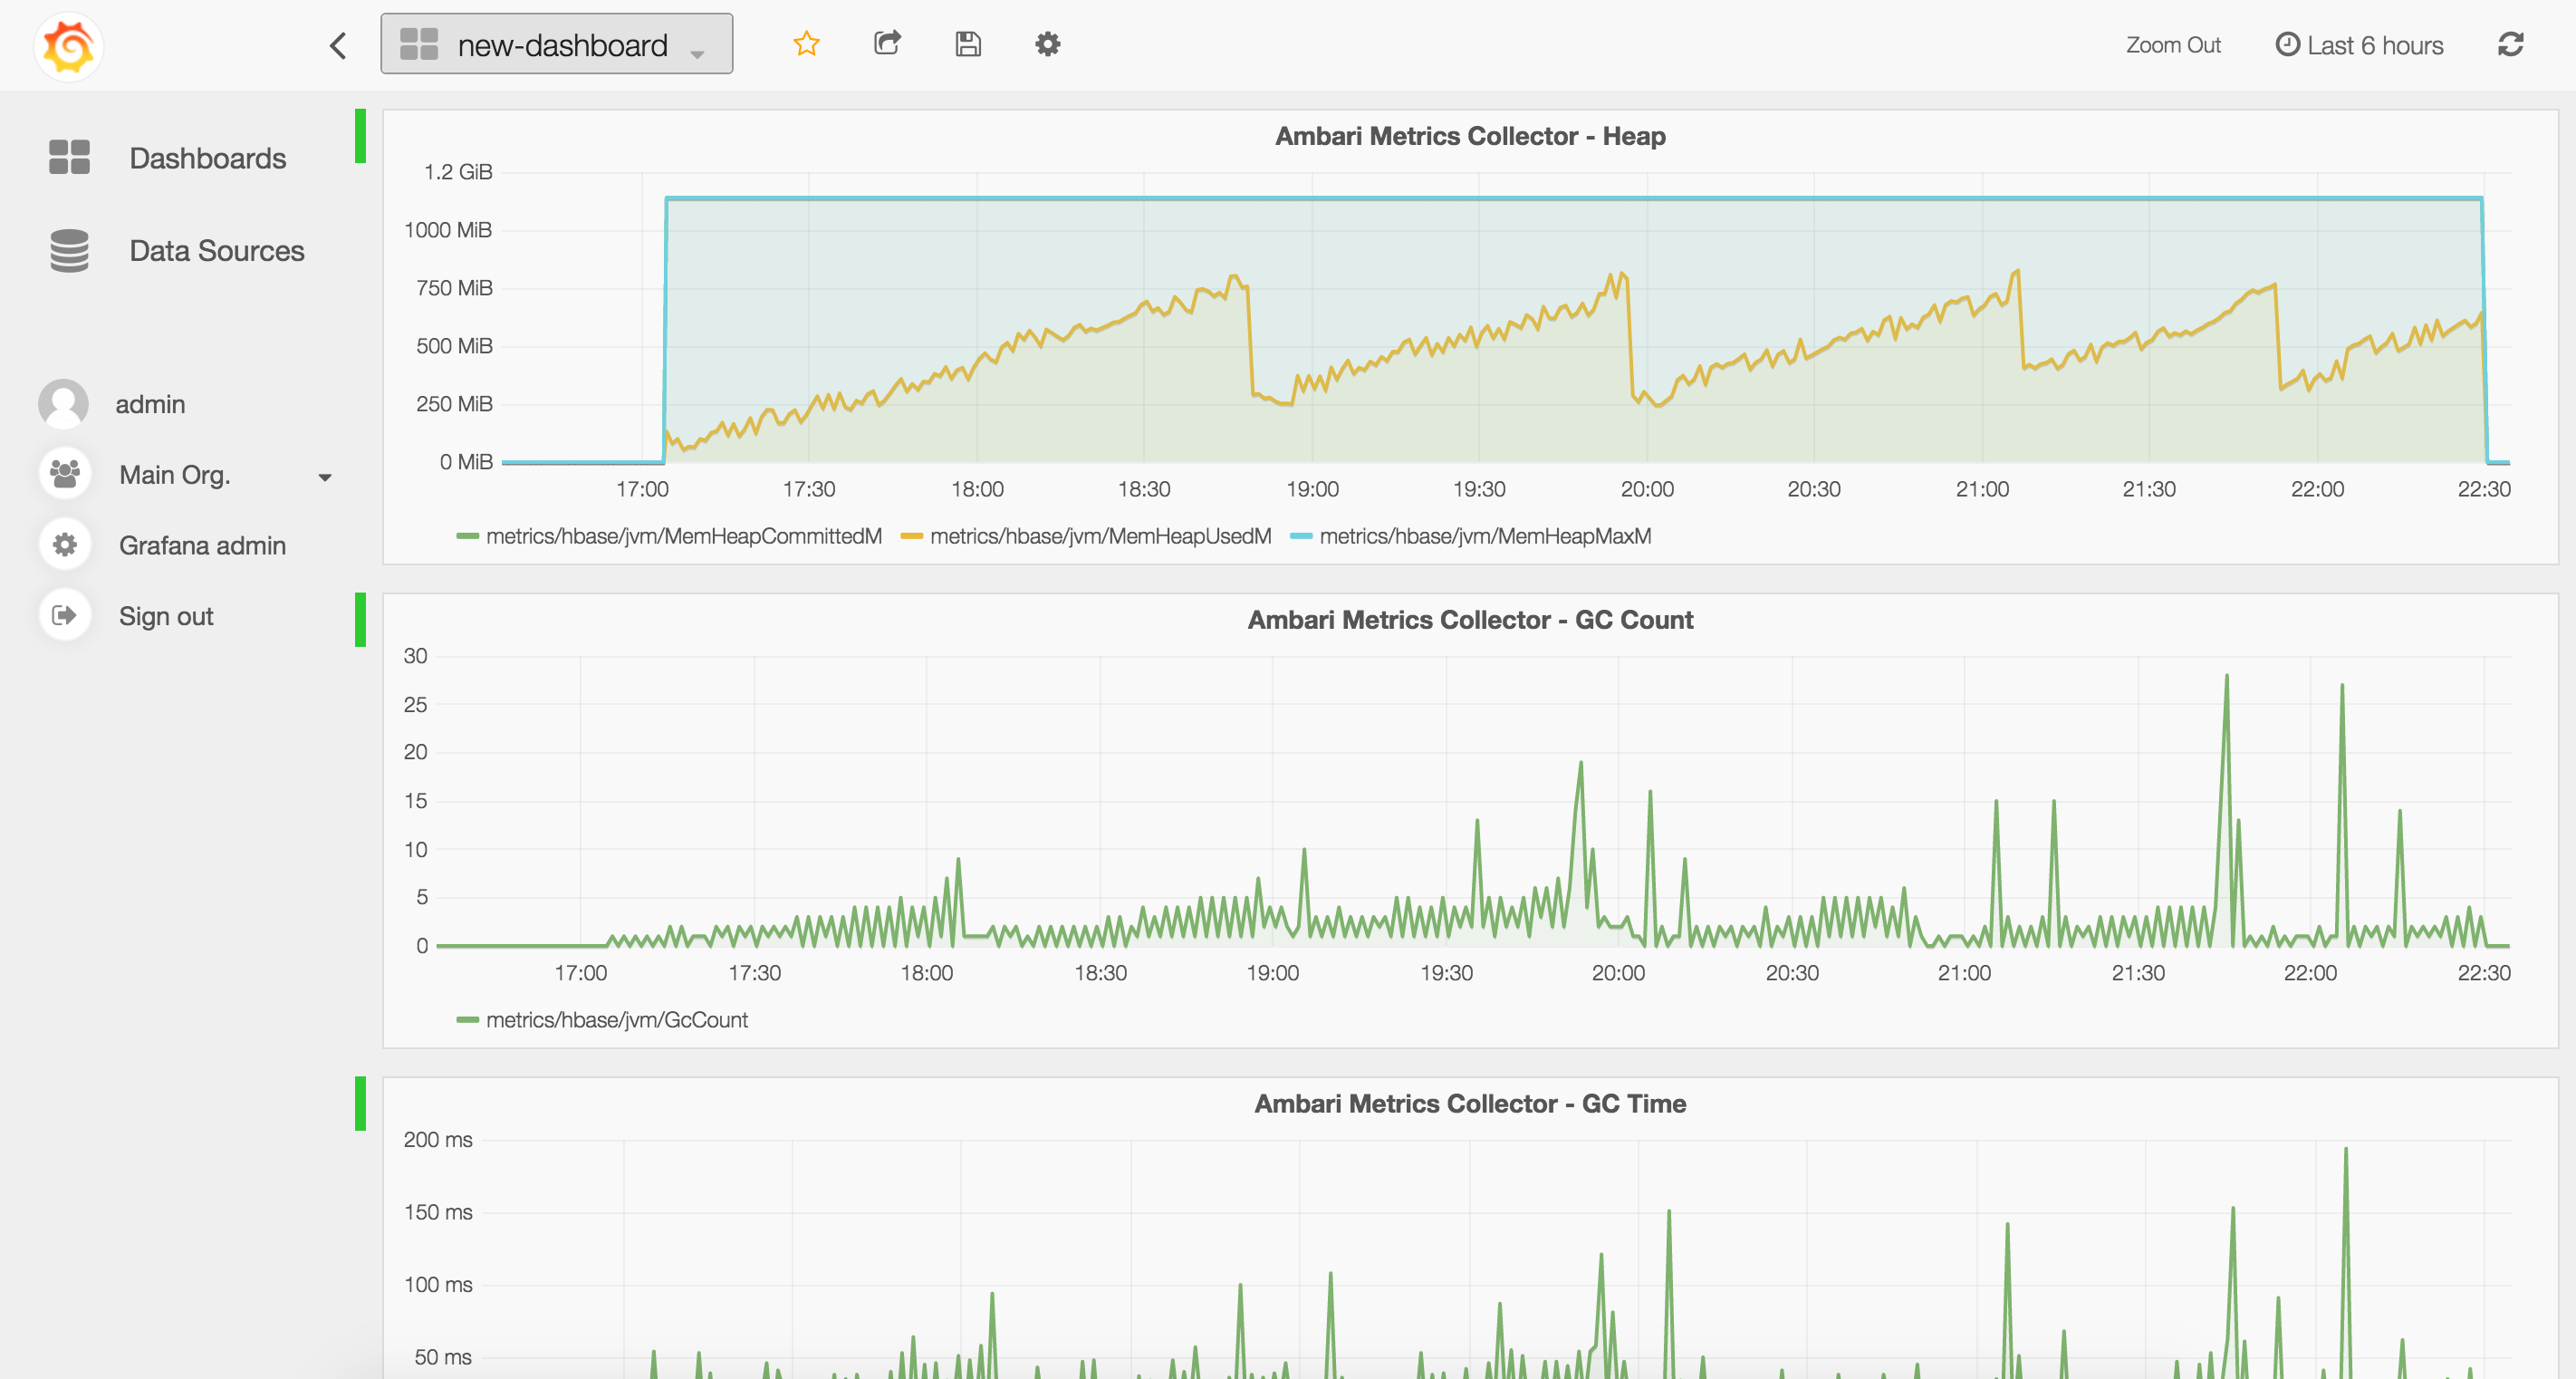 new-dashboard
Zoom Out
Last 6 hours
Dashboards
Data Sources
admin
Main Org.
Grafana admin
Sign out
Ambari Metrics Collector - Heap
1.2 GiB
1000 MiB
750 MiB
500 MiB
250 MiB
0 MiB
17:00 17:30 18:00 18:30 19:00 19:30 20:00 20:30 21:00 21:30 22:00 22:30
metrics/hbase/jvm/MemHeapCommittedM metrics/hbase/jvm/MemHeapUsedM metrics/hbase/jvm/MemHeapMaxM
Ambari Metrics Collector - GC Count
30
25
20
15
10
5
0
17:00 17:30 18:00 18:30 19:00 19:30 20:00 20:30 21:00 21:30 22:00 22:30
metrics/hbase/jvm/GcCount
Ambari Metrics Collector - GC Time
200 ms
150 ms
100 ms
50 ms